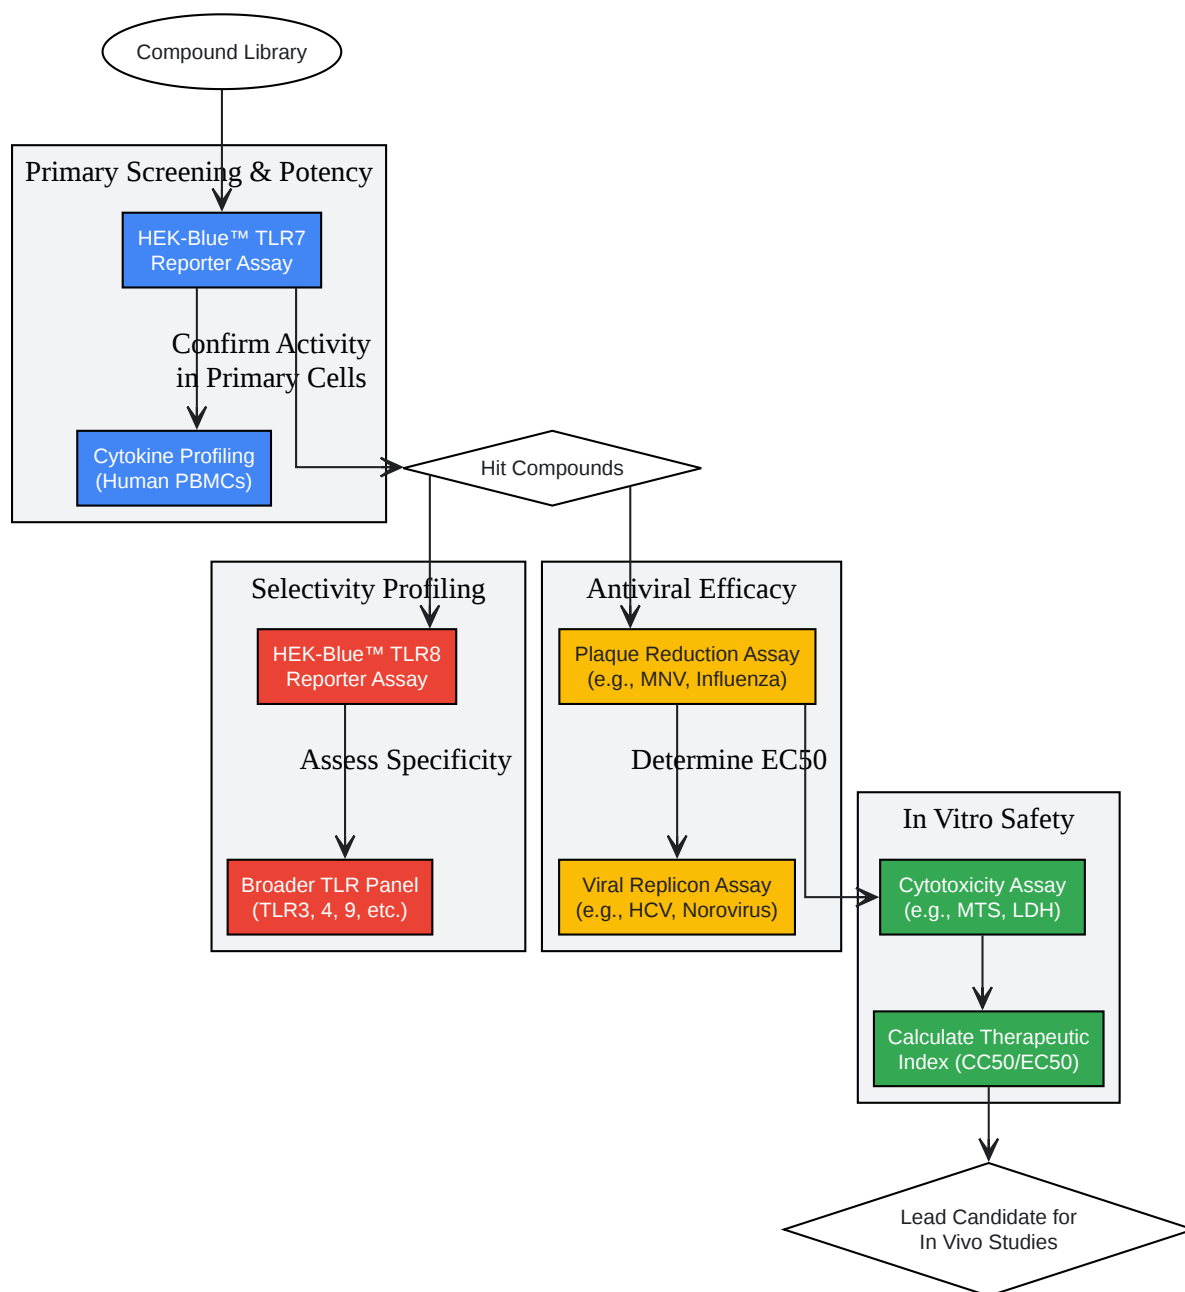 Compound Library
Primary Screening & Potency
HEK-Blue™ TLR7
Reporter Assay
Confirm Activity
in Primary Cells
Cytokine Profiling
(Human PBMCs)
Hit Compounds
Selectivity Profiling
HEK-Blue™ TLR8
Reporter Assay
Assess Specificity
Broader TLR Panel
(TLR3, 4, 9, etc.)
Antiviral Efficacy
Plaque Reduction Assay
(e.g., MNV, Influenza)
Determine EC50
Viral Replicon Assay
(e.g., HCV, Norovirus)
In Vitro Safety
Cytotoxicity Assay
(e.g., MTS, LDH)
Calculate Therapeutic
Index (CC50/EC50)
Lead Candidate for
In Vivo Studies